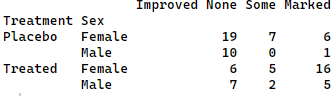 Improved None Some Marked
Treatment Sex
Placebo Female 19 7 6
Male 10 0 1
Treated Female 6 5 16
Male 7 2 5